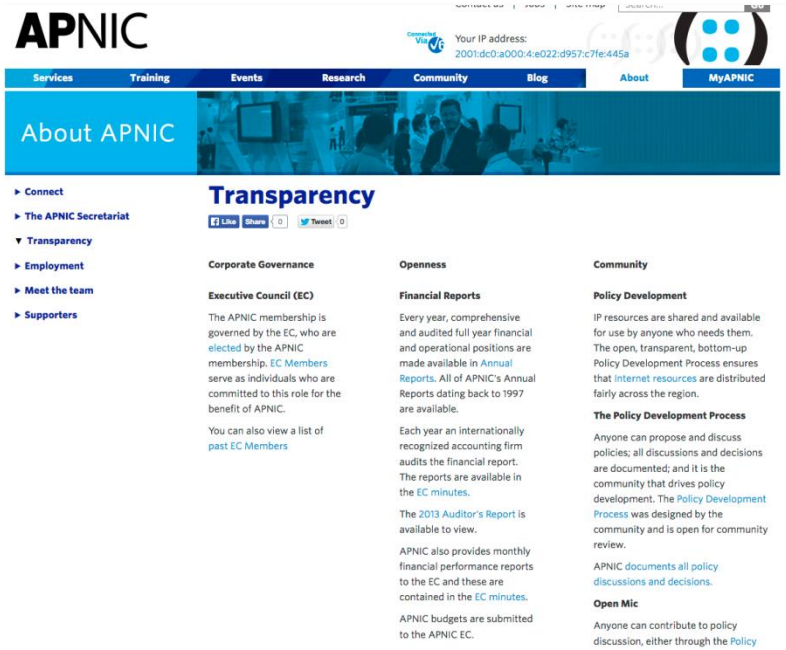 Contact us | Jobs | Site map Search... Go
APNIC
Connected
Via v6
Your IP address:
2001:dc0:a000:4:e022:d957:c7fe:445a
Services Training Events Research Community Blog About MyAPNIC
About APNIC
Connect
The APNIC Secretariat
Transparency
Employment
Meet the team
Supporters
Transparency
Like Share 0 Tweet 0
Corporate Governance
Executive Council (EC)
The APNIC membership is
governed by the EC, who are
elected by the APNIC
membership. EC Members
serve as individuals who are
committed to this role for the
benefit of APNIC.
You can also view a list of
past EC Members
Openness
Financial Reports
Every year, comprehensive
and audited full year financial
and operational positions are
made available in Annual
Reports. All of APNIC's Annual
Reports dating back to 1997
are available.
Each year an internationally
recognized accounting firm
audits the financial report.
The reports are available in
the EC minutes.
The 2013 Auditor's Report is
available to view.
APNIC also provides monthly
financial performance reports
to the EC and these are
contained in the EC minutes.
APNIC budgets are submitted
to the APNIC EC.
Community
Policy Development
IP resources are shared and available
for use by anyone who needs them.
The open, transparent, bottom-up
Policy Development Process ensures
that Internet resources are distributed
fairly across the region.
The Policy Development Process
Anyone can propose and discuss
policies; all discussions and decisions
are documented; and it is the
community that drives policy
development. The Policy Development
Process was designed by the
community and is open for community
review.
APNIC documents all policy
discussions and decisions.
Open Mic
Anyone can contribute to policy
discussion, either through the Policy